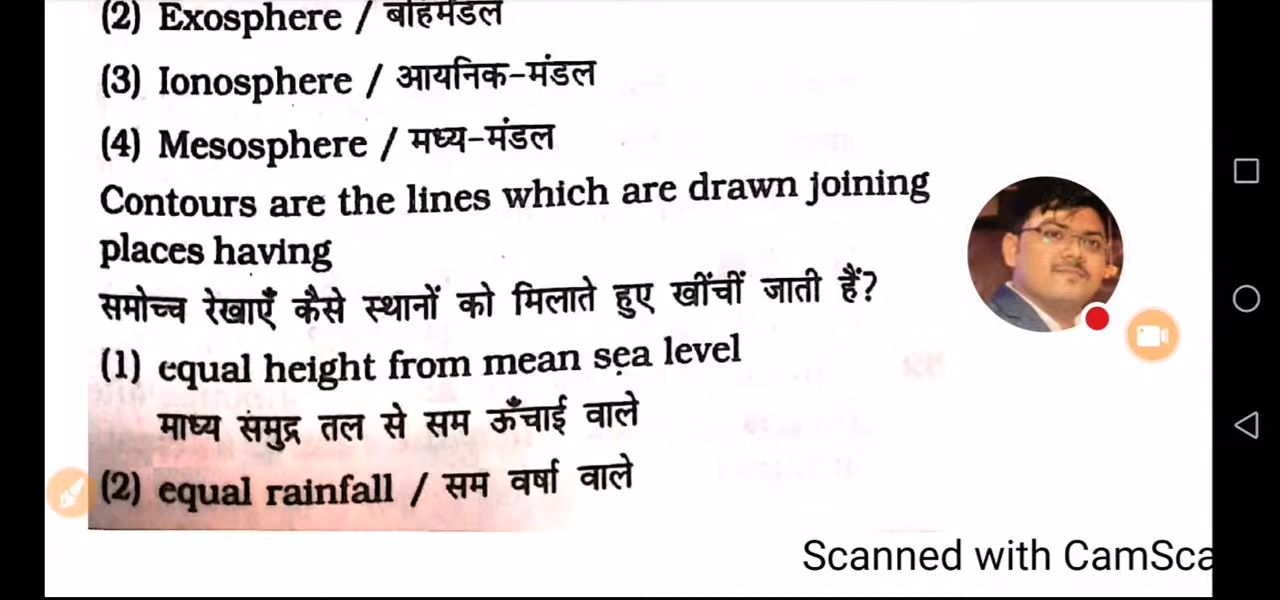 (2) Exosphere / बहिर्मंडल
(3) Ionosphere / आयनिक-मंडल
(4) Mesosphere / मध्य-मंडल
Contours are the lines which are drawn joining
places having
समोच्च रेखाएँ कैसे स्थानों को मिलाते हुए खींचीं जाती हैं?
(1) equal height from mean sea level
माध्य संमुद्र तल से सम ऊँचाई वाले
(2) equal rainfall / सम वर्षा वाले
Scanned with CamSca